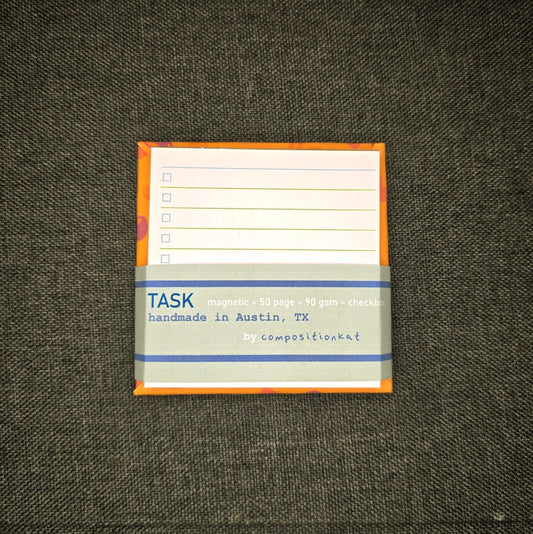 TASK magnetic - 50 page - 90 gsm - checkbo
handmade in Austin, TX
by compositionkat